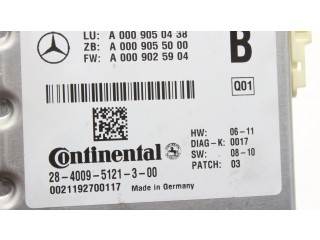 LU: A 000 905 04 38
ZB: A 000 905 50 00
FW: A 000 902 59 04
B
Q01
Continental
28-4009-5121-3-00
0021192700117 Made in Germany
HW: 06-11
DIAG-K: 0017
SW: 08-10
PATCH: 03